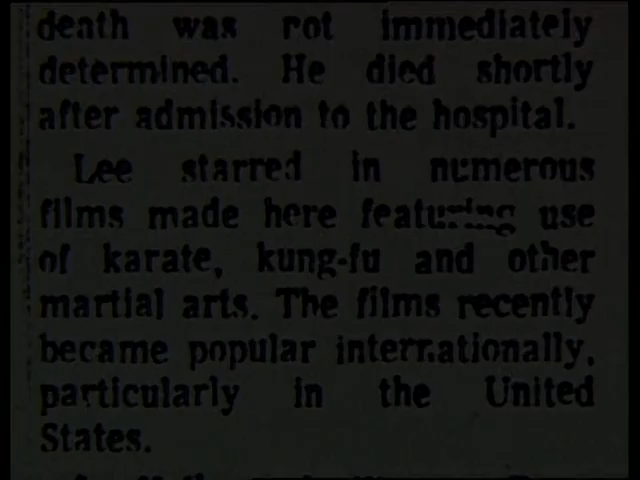 death was rot immediately
determined. He died shortly
after admission to the hospital.
Lee starred in numerous
films made here featuring use
of karate, kung-fu and other
martial arts. The films recently
became popular internationally,
particularly in the United
States.